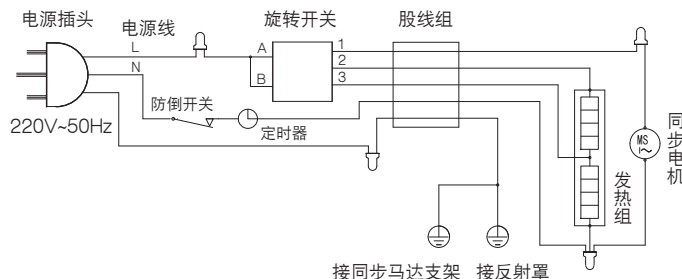 电源插头
电源线
旋转开关
股线组
L
A
1
N
2
B
3
防倒开关
220V~50Hz
定时器
MS
同步电机
发热组
接同步马达支架
接反射罩